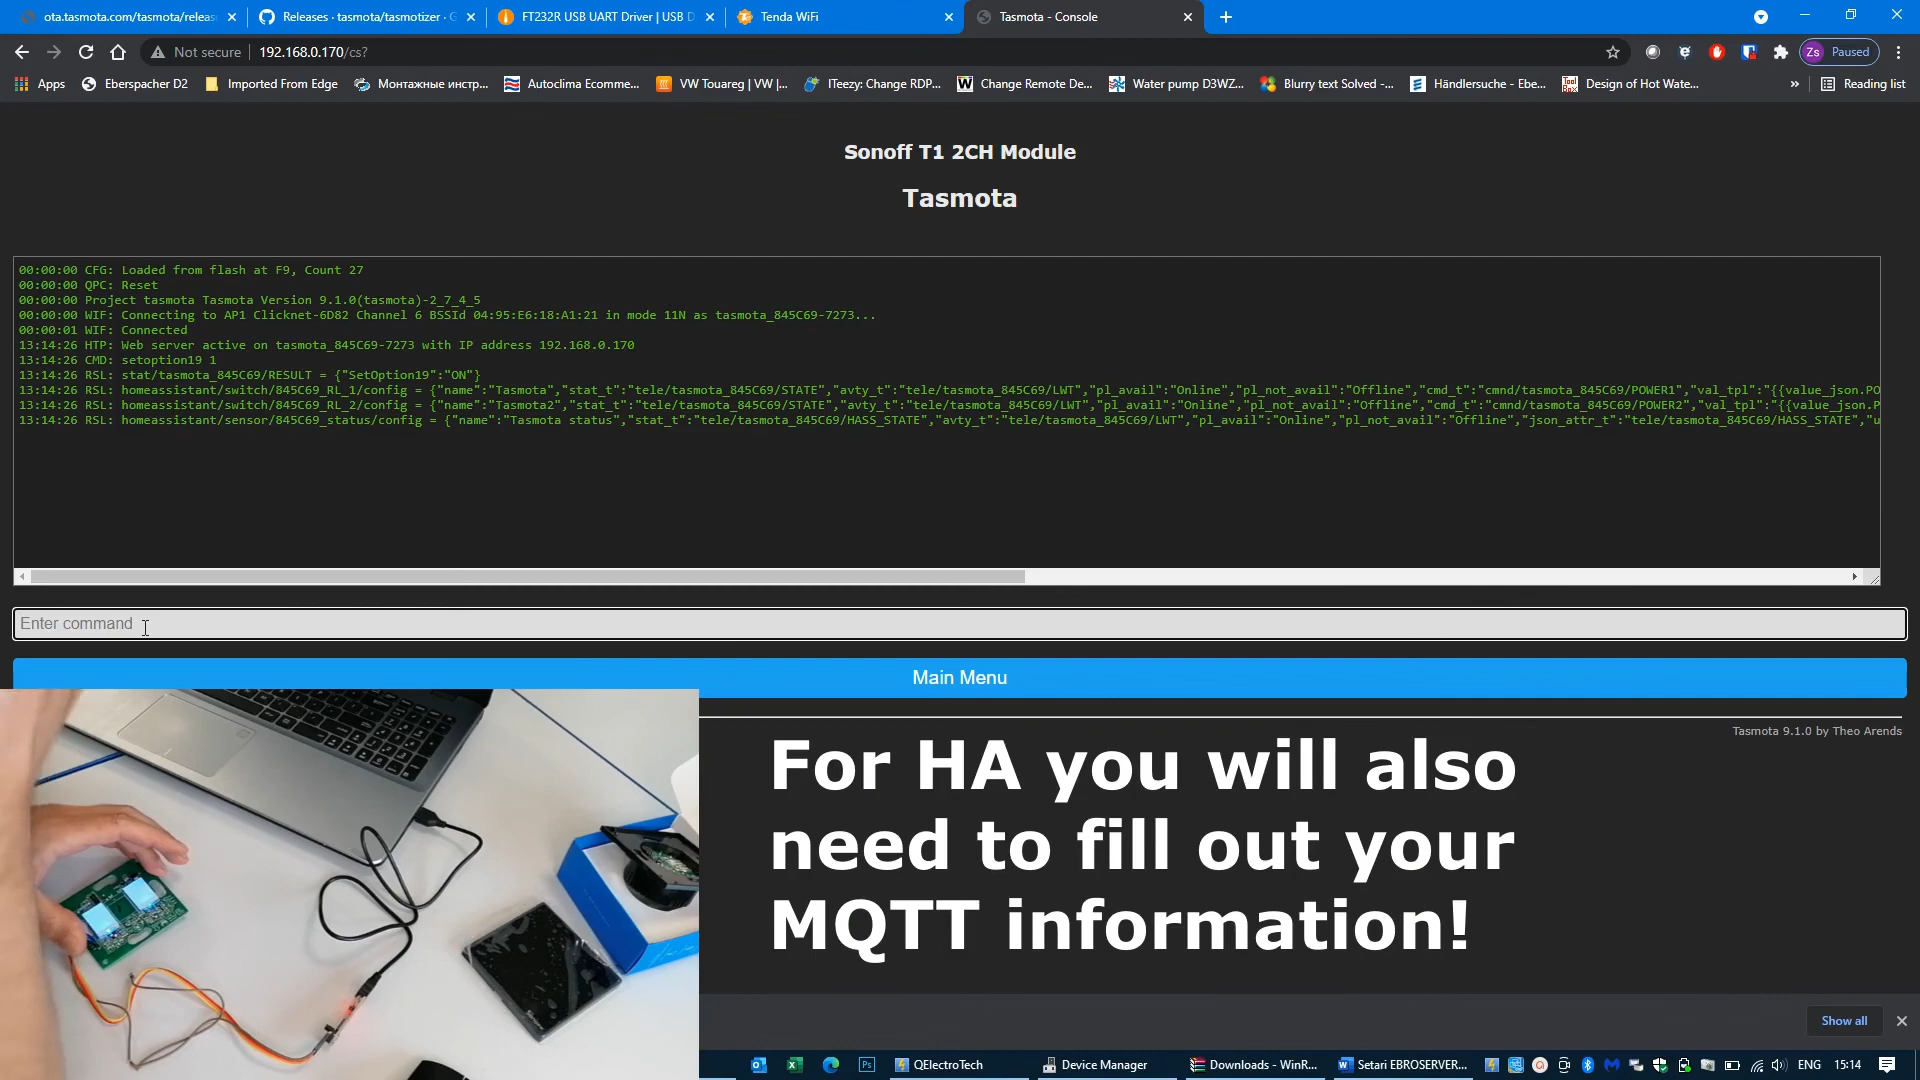 ota.tasmota.com/tasmota/releas
Releases · tasmota/tasmotizer · G
FT232R USB UART Driver | USB D
Tenda WiFi
Tasmota - Console
Not secure
192.168.0.170/cs?
Zs Paused
Apps
Eberspacher D2
Imported From Edge
Монтажные инстр...
Autoclima Ecomme...
VW Touareg | VW |...
ITeezy: Change RDP...
Change Remote De...
Water pump D3WZ...
Blurry text Solved -...
Händlersuche - Ebe...
Design of Hot Wate...
»
Reading list
Sonoff T1 2CH Module
Tasmota
00:00:00 CFG: Loaded from flash at F9, Count 27
00:00:00 QPC: Reset
00:00:00 Project tasmota Tasmota Version 9.1.0(tasmota)-2_7_4_5
00:00:00 WIF: Connecting to AP1 Clicknet-6D82 Channel 6 BSSId 04:95:E6:18:A1:21 in mode 11N as tasmota_845C69-7273...
00:00:01 WIF: Connected
13:14:26 HTP: Web server active on tasmota_845C69-7273 with IP address 192.168.0.170
13:14:26 CMD: setoption19 1
13:14:26 RSL: stat/tasmota_845C69/RESULT = {"SetOption19":"ON"}
13:14:26 RSL: homeassistant/switch/845C69_RL_1/config = {"name":"Tasmota","stat_t":"tele/tasmota_845C69/STATE","avty_t":"tele/tasmota_845C69/LWT","pl_avail":"Online","pl_not_avail":"Offline","cmd_t":"cmnd/tasmota_845C69/POWER1","val_tpl":"{{value_json.PO
13:14:26 RSL: homeassistant/switch/845C69_RL_2/config = {"name":"Tasmota2","stat_t":"tele/tasmota_845C69/STATE","avty_t":"tele/tasmota_845C69/LWT","pl_avail":"Online","pl_not_avail":"Offline","cmd_t":"cmnd/tasmota_845C69/POWER2","val_tpl":"{{value_json.P
13:14:26 RSL: homeassistant/sensor/845C69_status/config = {"name":"Tasmota status","stat_t":"tele/tasmota_845C69/HASS_STATE","avty_t":"tele/tasmota_845C69/LWT","pl_avail":"Online","pl_not_avail":"Offline","json_attr_t":"tele/tasmota_845C69/HASS_STATE","u
Enter command
Main Menu
Tasmota 9.1.0 by Theo Arends
For HA you will also
need to fill out your
MQTT information!
Show all
QElectroTech
Device Manager
Downloads - WinR...
Setari EBROSERVER...
ENG
15:14